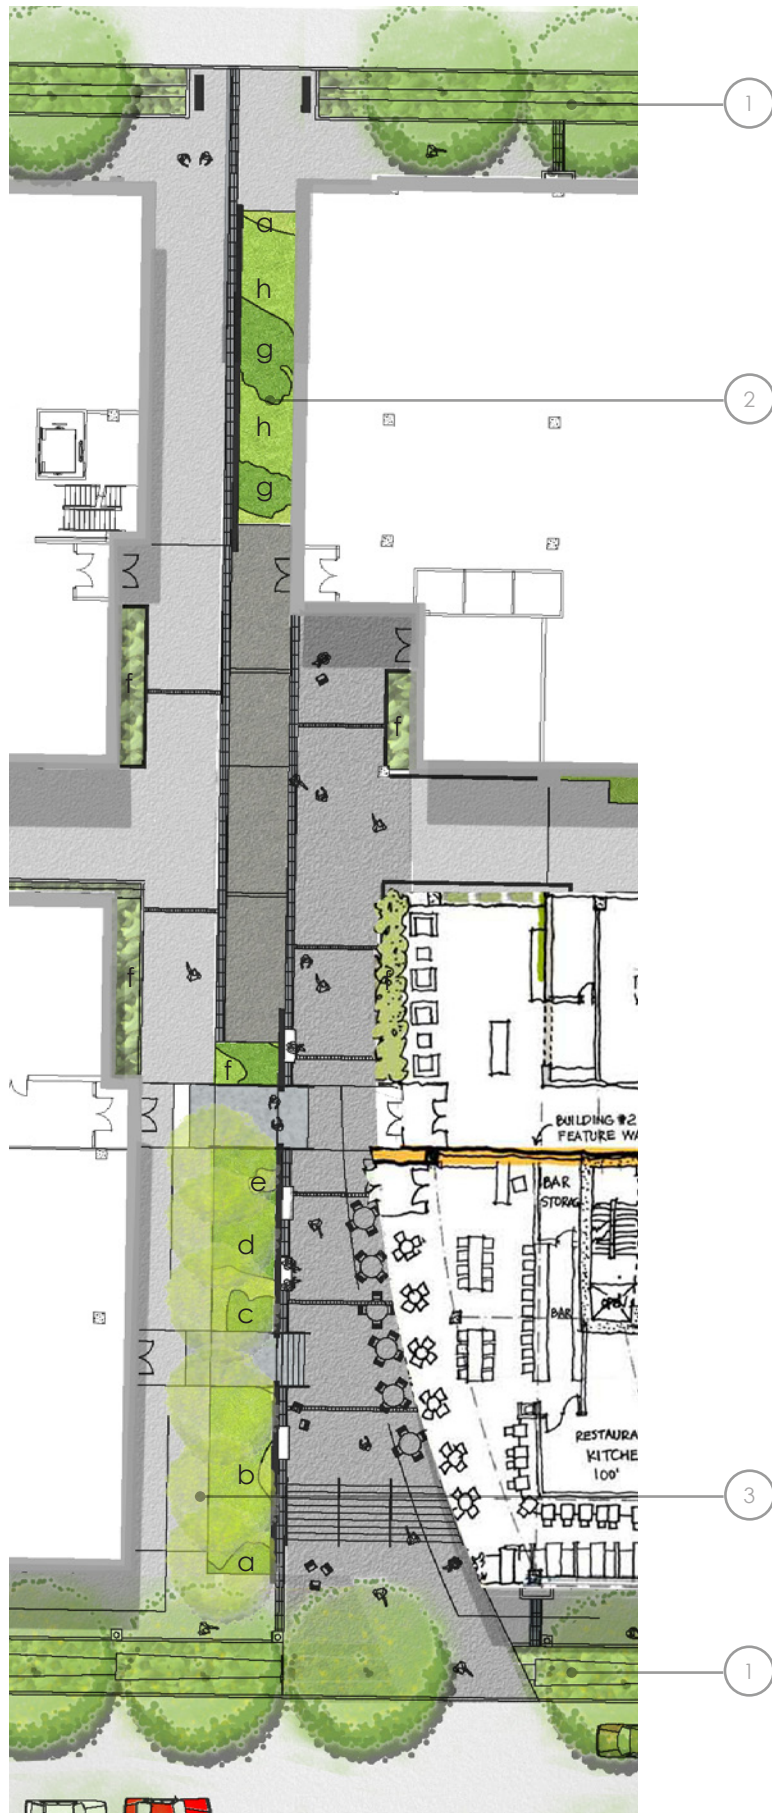 1
a
h
g
2
h
g
f
f
f
f
BUILDING #2
FEATURE WA
e
BAR
STORAG
d
c
BAR
RESTAURA
KITCHE
100'
b
3
a
1